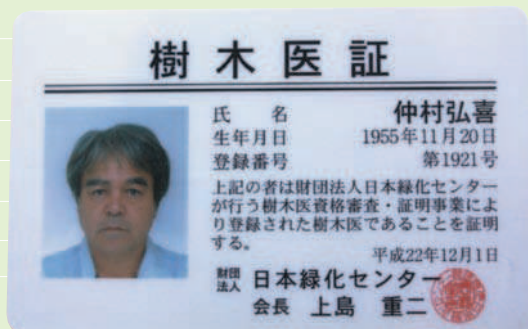 樹木医証
氏 名 仲村弘喜
生年月日 1955年11月20日
登録番号 第1921号
上記の者は財団法人日本緑化センター
が行う樹木医資格審査・証明事業によ
り登録された樹木医であることを証明
する。
平成22年12月1日
財団法人 日本緑化センター
会長 上島 重二